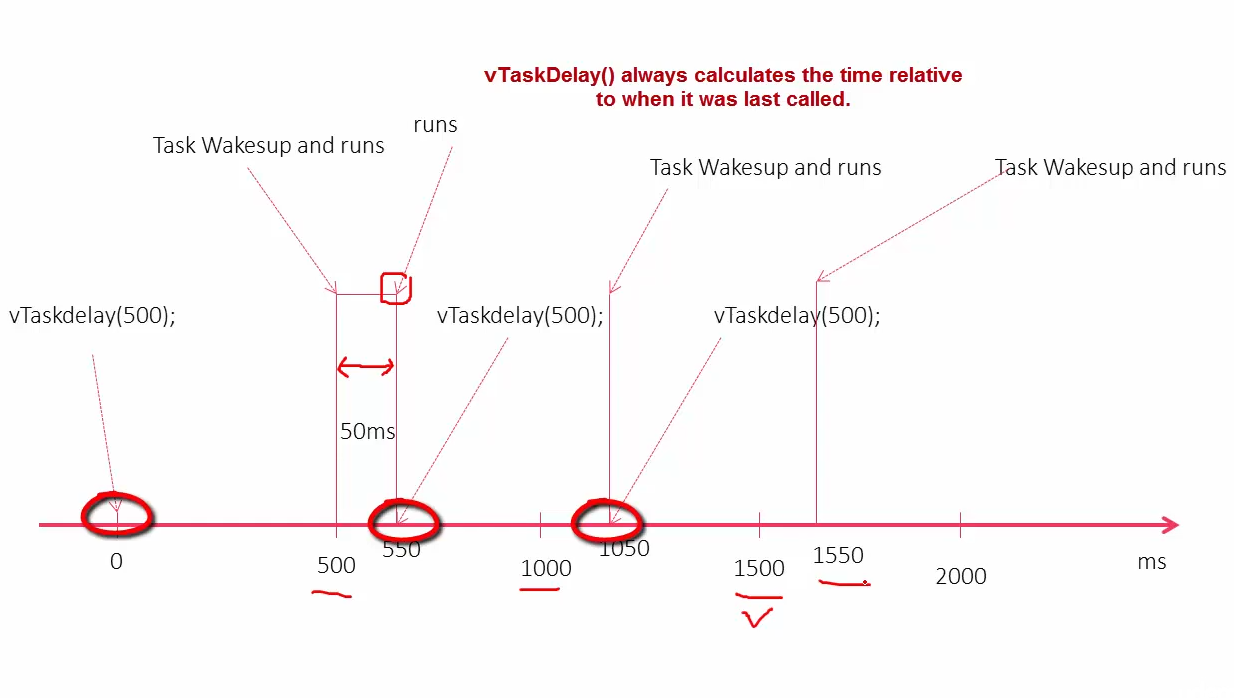 vTaskDelay() always calculates the time relative
to when it was last called.
runs
Task Wakesup and runs
Task Wakesup and runs
Task Wakesup and runs
vTaskdelay(500);
vTaskdelay(500);
vTaskdelay(500);
50ms
0
500
550
1000
1050
1500
1550
2000
ms